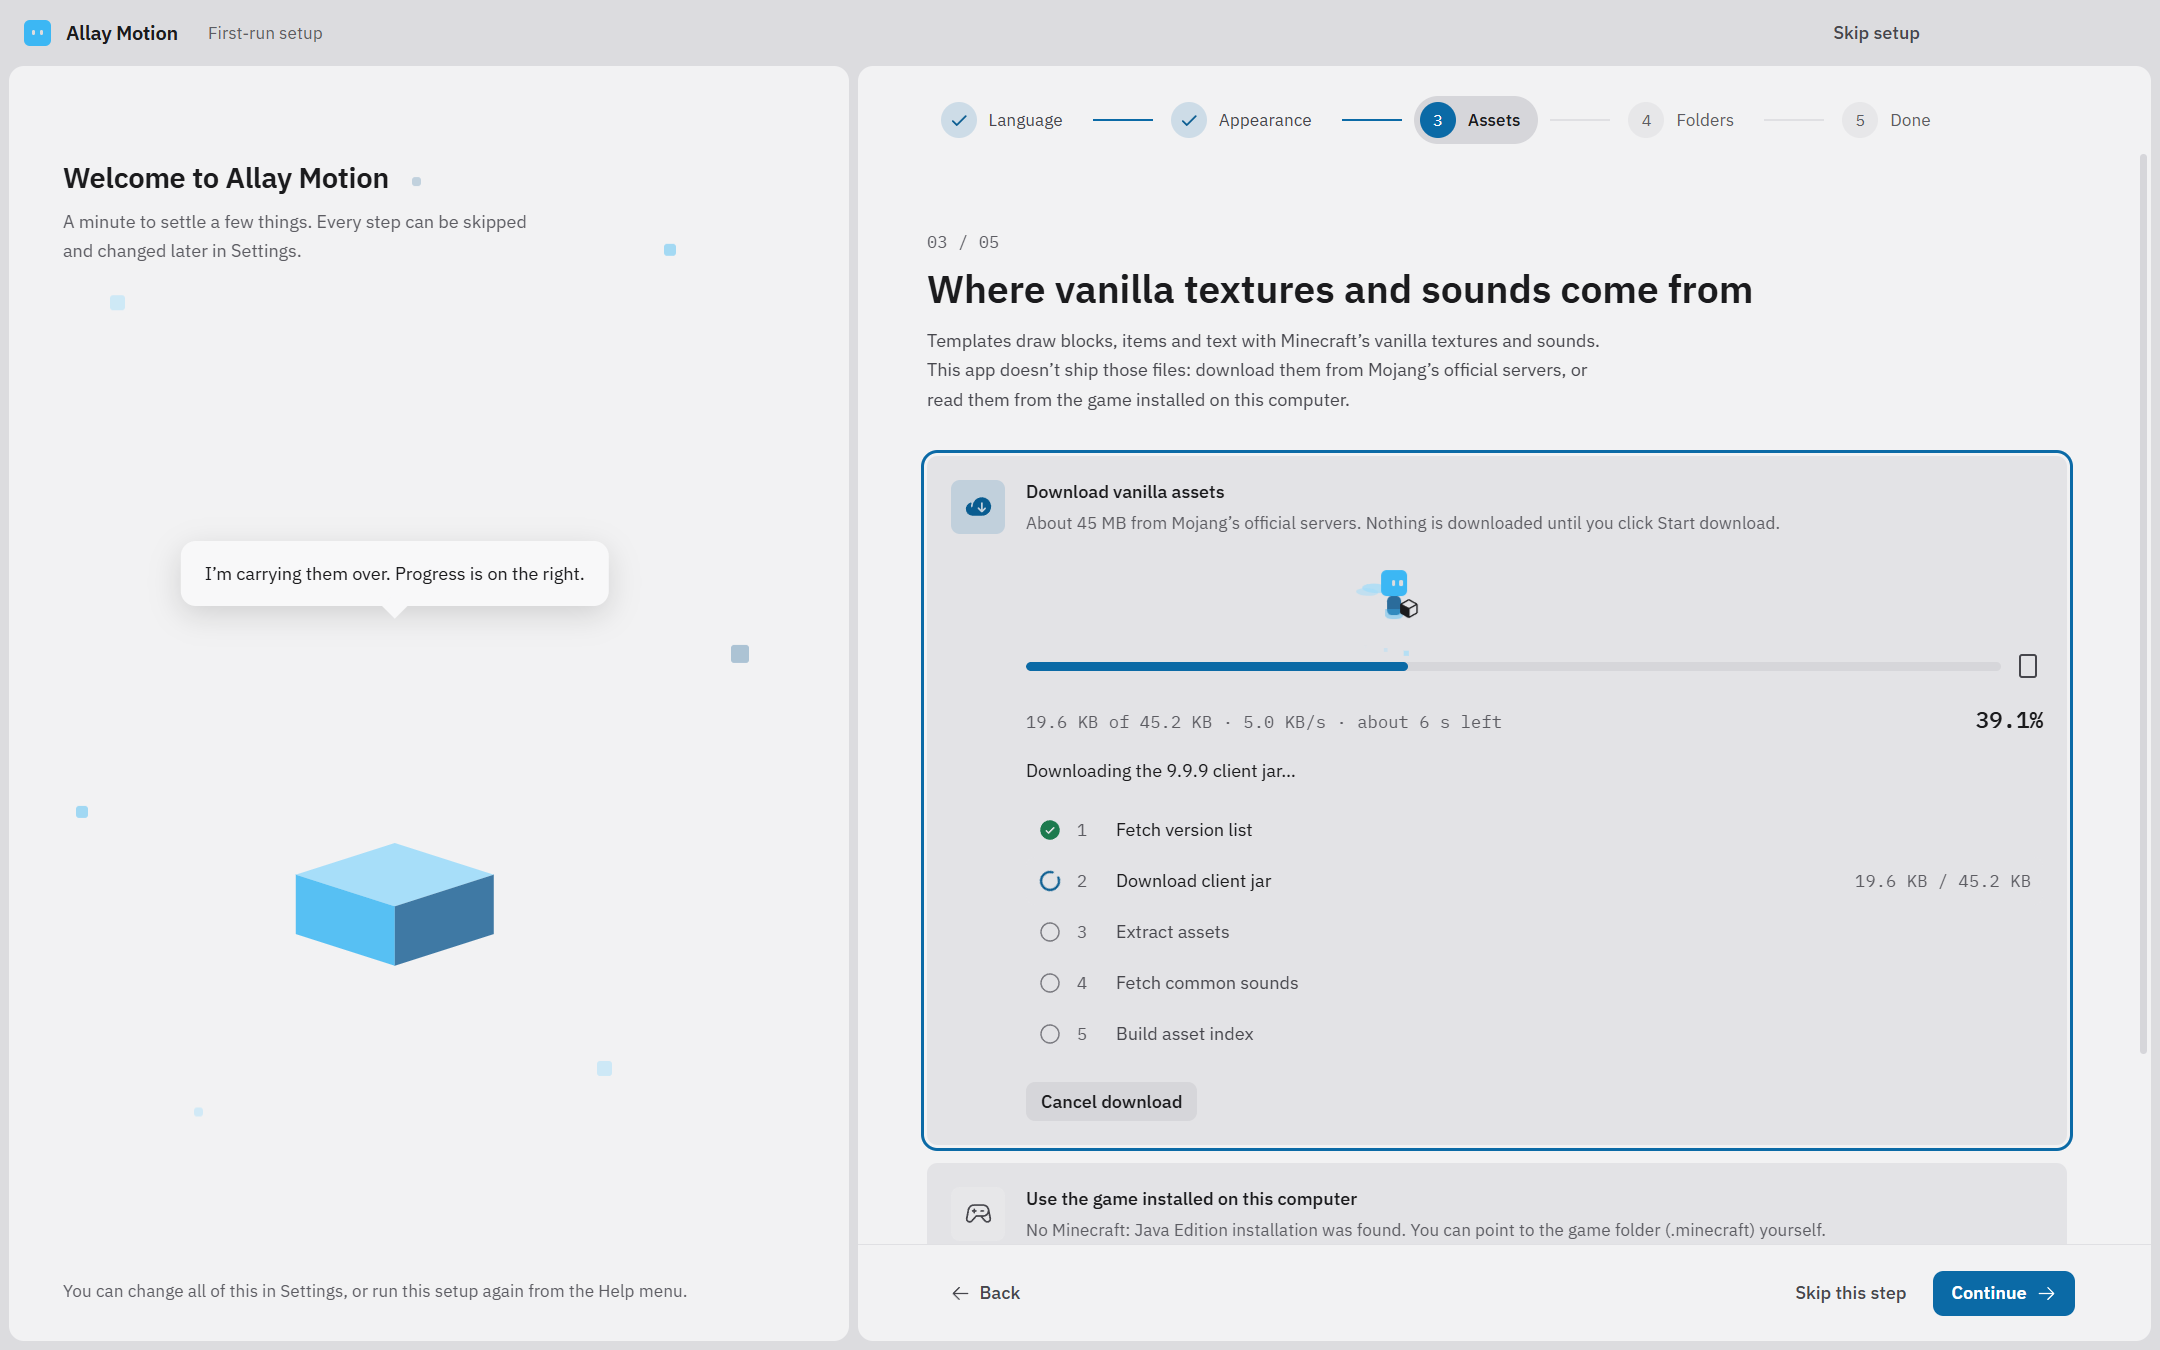 Allay Motion
First-run setup
Skip setup
Welcome to Allay Motion
A minute to settle a few things. Every step can be skipped
and changed later in Settings.
I’m carrying them over. Progress is on the right.
You can change all of this in Settings, or run this setup again from the Help menu.
Language
Appearance
3 Assets
4 Folders
5 Done
03 / 05
Where vanilla textures and sounds come from
Templates draw blocks, items and text with Minecraft’s vanilla textures and sounds.
This app doesn’t ship those files: download them from Mojang’s official servers, or
read them from the game installed on this computer.
Download vanilla assets
About 45 MB from Mojang’s official servers. Nothing is downloaded until you click Start download.
19.6 KB of 45.2 KB · 5.0 KB/s · about 6 s left
39.1%
Downloading the 9.9.9 client jar…
1 Fetch version list
2 Download client jar 19.6 KB / 45.2 KB
3 Extract assets
4 Fetch common sounds
5 Build asset index
Cancel download
Use the game installed on this computer
No Minecraft: Java Edition installation was found. You can point to the game folder (.minecraft) yourself.
Back
Skip this step
Continue